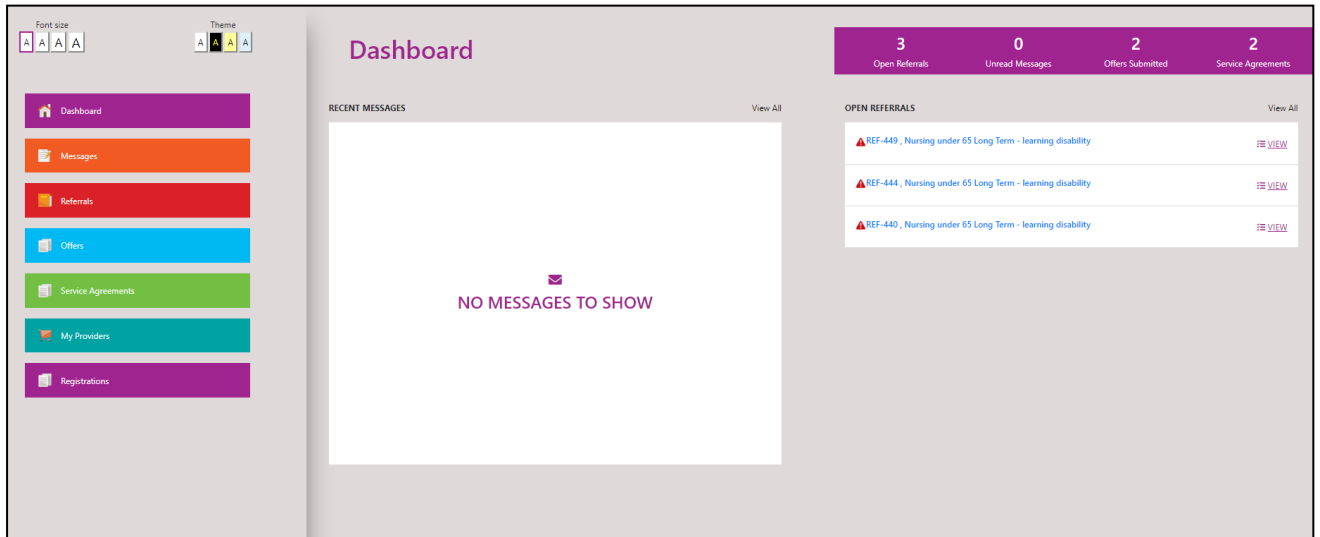 Font size
Theme
A A A A
A A A A
Dashboard
3
Open Referrals
0
Unread Messages
2
Offers Submitted
2
Service Agreements
Dashboard
Messages
Referrals
Offers
Service Agreements
My Providers
Registrations
RECENT MESSAGES
View All
NO MESSAGES TO SHOW
OPEN REFERRALS
View All
REF-449 , Nursing under 65 Long Term - learning disability
VIEW
REF-444 , Nursing under 65 Long Term - learning disability
VIEW
REF-440 , Nursing under 65 Long Term - learning disability
VIEW